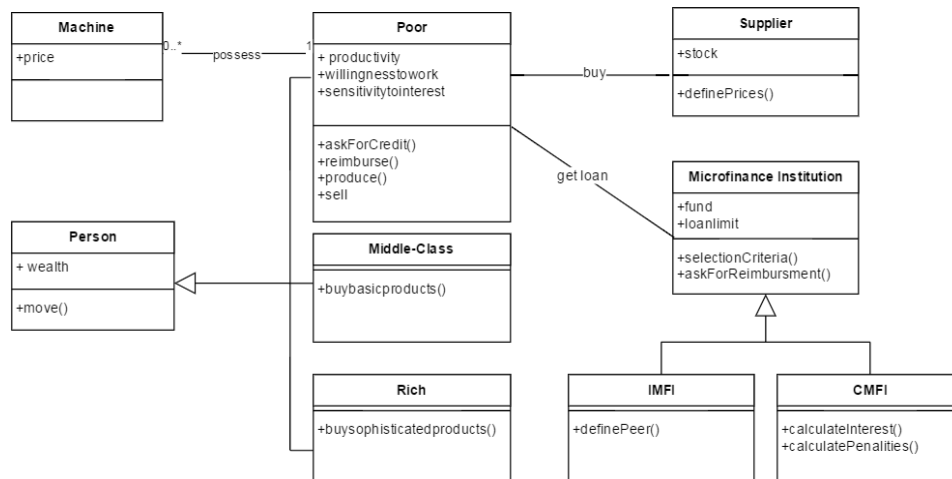 Machine
+price
0..*
possess
1
Poor
+ productivity
+willingnesstowork
+sensitivitytointerest
+askForCredit()
+reimburse()
+produce()
+sell
buy
Supplier
+stock
+definePrices()
get loan
Microfinance Institution
+fund
+loanlimit
+selectionCriteria()
+askForReimbursment()
Person
+ wealth
+move()
Middle-Class
+buybasicproducts()
Rich
+buysophisticatedproducts()
IMFI
+definePeer()
CMFI
+calculateInterest()
+calculatePenalities()